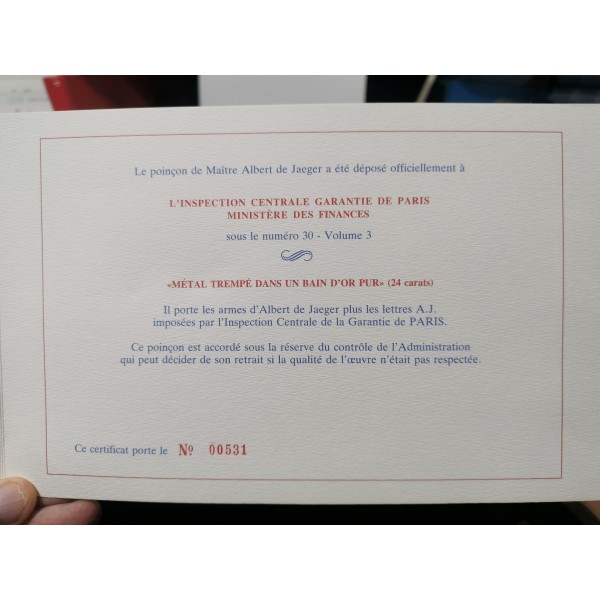 Le poinçon de Maître Albert de Jaeger a été déposé officiellement à
L'INSPECTION CENTRALE GARANTIE DE PARIS
MINISTÈRE DES FINANCES
sous le numéro 30 - Volume 3
«MÉTAL TREMPÉ DANS UN BAIN D'OR PUR» (24 carats)
Il porte les armes d'Albert de Jaeger plus les lettres A.J.
imposées par l'Inspection Centrale de la Garantie de PARIS.
Ce poinçon est accordé sous la réserve du contrôle de l'Administration
qui peut décider de son retrait si la qualité de l'œuvre n'était pas respectée.
Ce certificat porte le Nº 00531